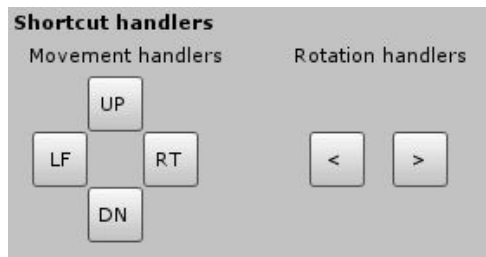 Shortcut handlers
Movement handlers Rotation handlers
UP
LF RT < >
DN